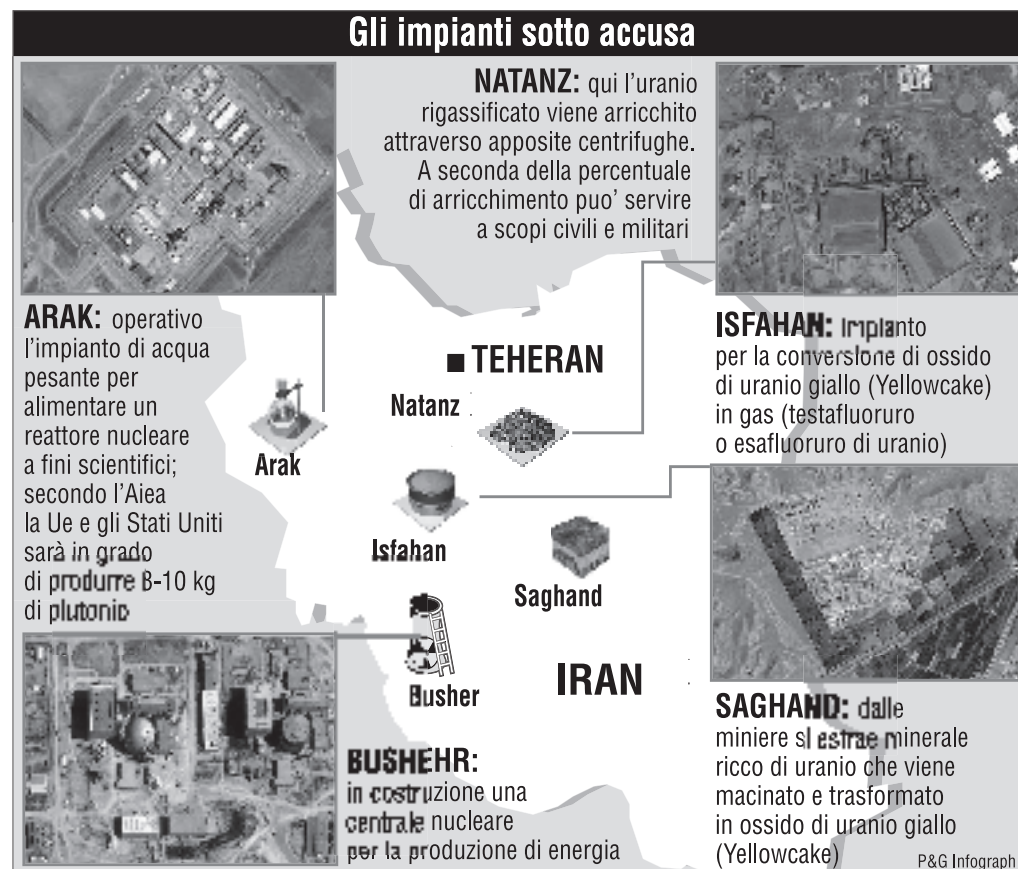 Gli impianti sotto accusa
NATANZ: qui l'uranio
rigassificato viene arricchito
attraverso apposite centrifughe.
A seconda della percentuale
di arricchimento puo' servire
a scopi civili e militari
ARAK: operativo
l'impianto di acqua
pesante per
alimentare un
reattore nucleare
a fini scientifici;
secondo l'Aiea
la Ue e gli Stati Uniti
sarà in grado
di produrre 8-10 kg
di plutonio
ISFAHAN: impianto
per la conversione di ossido
di uranio giallo (Yellowcake)
in gas (testafluoruro
o esafluoruro di uranio)
TEHERAN
Natanz
Arak
Isfahan
Saghand
Busher
IRAN
BUSHEHR:
in costruzione una
centrale nucleare
per la produzione di energia
SAGHAND: dalle
miniere si estrae minerale
ricco di uranio che viene
macinato e trasformato
in ossido di uranio giallo
(Yellowcake)
P&G Infograph